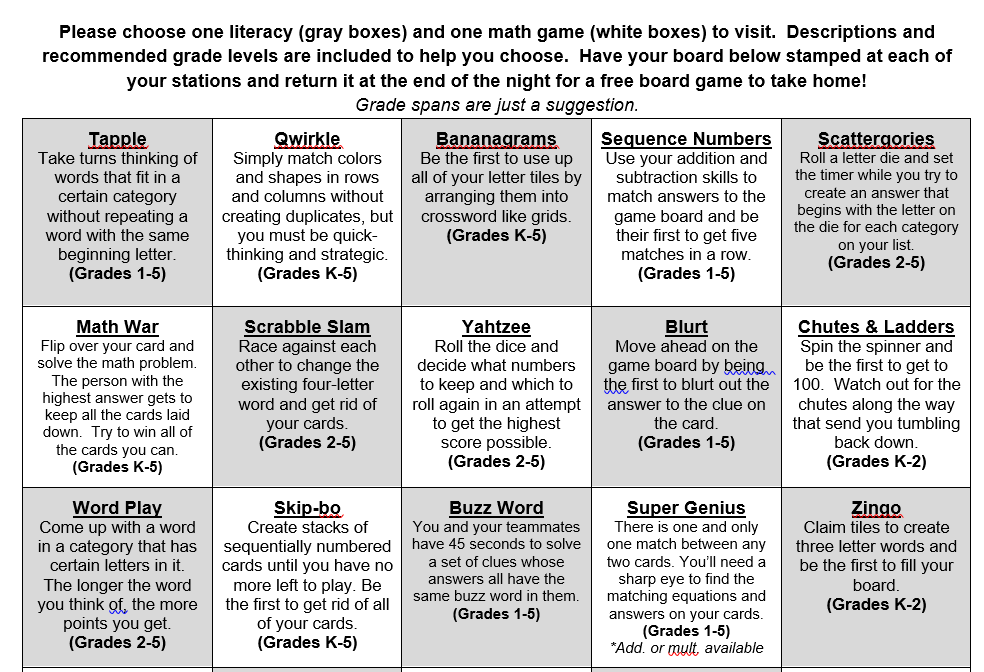 Please choose one literacy (gray boxes) and one math game (white boxes) to visit.  Descriptions and
recommended grade levels are included to help you choose.  Have your board below stamped at each of
your stations and return it at the end of the night for a free board game to take home!
Grade spans are just a suggestion.
Tapple
Take turns thinking of
words that fit in a
certain category
without repeating a
word with the same
beginning letter.
(Grades 1-5)
Qwirkle
Simply match colors
and shapes in rows
and columns without
creating duplicates, but
you must be quick-
thinking and strategic.
(Grades K-5)
Bananagrams
Be the first to use up
all of your letter tiles by
arranging them into
crossword like grids.
(Grades K-5)
Sequence Numbers
Use your addition and
subtraction skills to
match answers to the
game board and be
their first to get five
matches in a row.
(Grades 1-5)
Scattergories
Roll a letter die and set
the timer while you try to
create an answer that
begins with the letter on
the die for each category
on your list.
(Grades 2-5)
Math War
Flip over your card and
solve the math problem.
The person with the
highest answer gets to
keep all the cards laid
down.  Try to win all of
the cards you can.
(Grades K-5)
Scrabble Slam
Race against each
other to change the
existing four-letter
word and get rid of
your cards.
(Grades 2-5)
Yahtzee
Roll the dice and
decide what numbers
to keep and which to
roll again in an attempt
to get the highest
score possible.
(Grades 2-5)
Blurt
Move ahead on the
game board by being
the first to blurt out the
answer to the clue on
the card.
(Grades 1-5)
Chutes & Ladders
Spin the spinner and
be the first to get to
100.  Watch out for the
chutes along the way
that send you tumbling
back down.
(Grades K-2)
Word Play
Come up with a word
in a category that has
certain letters in it.
The longer the word
you think of, the more
points you get.
(Grades 2-5)
Skip-bo
Create stacks of
sequentially numbered
cards until you have no
more left to play. Be
the first to get rid of all
of your cards.
(Grades K-5)
Buzz Word
You and your teammates
have 45 seconds to solve
a set of clues whose
answers all have the
same buzz word in them.
(Grades 1-5)
Super Genius
There is one and only
one match between any
two cards. You'll need a
sharp eye to find the
matching equations and
answers on your cards.
(Grades 1-5)
*Add. or mult. available
Zingo
Claim tiles to create
three letter words and
be the first to fill your
board.
(Grades K-2)